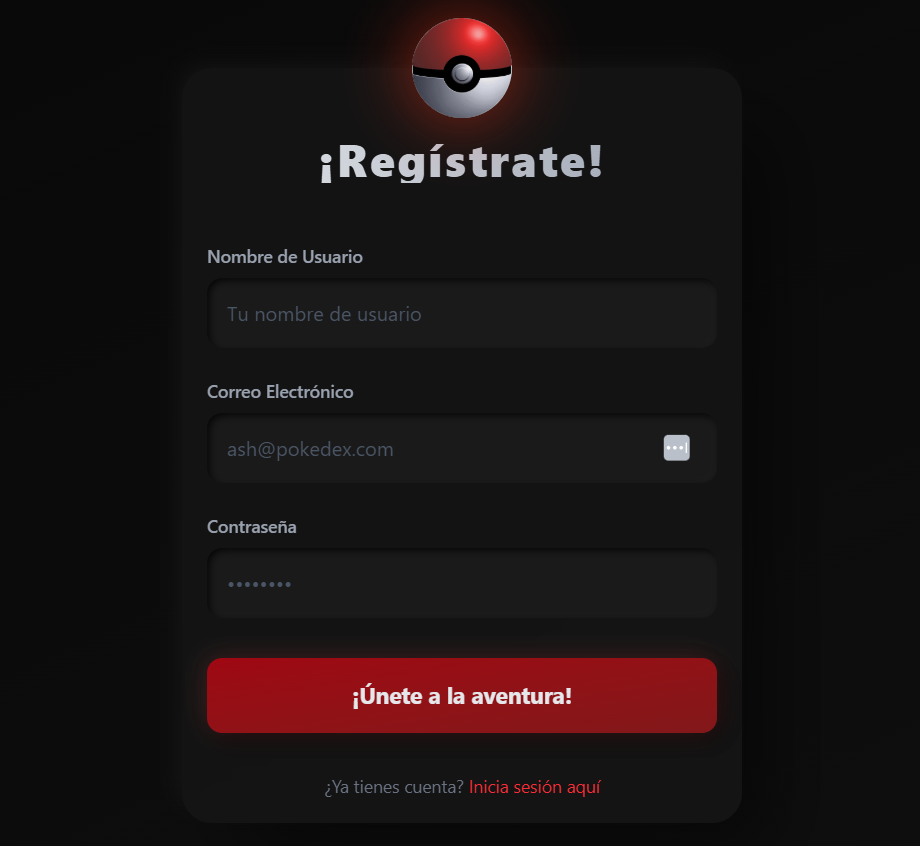 ¡Regístrate!
Nombre de Usuario
Tu nombre de usuario
Correo Electrónico
ash@pokedex.com
Contraseña
••••••••
¡Únete a la aventura!
¿Ya tienes cuenta? Inicia sesión aquí